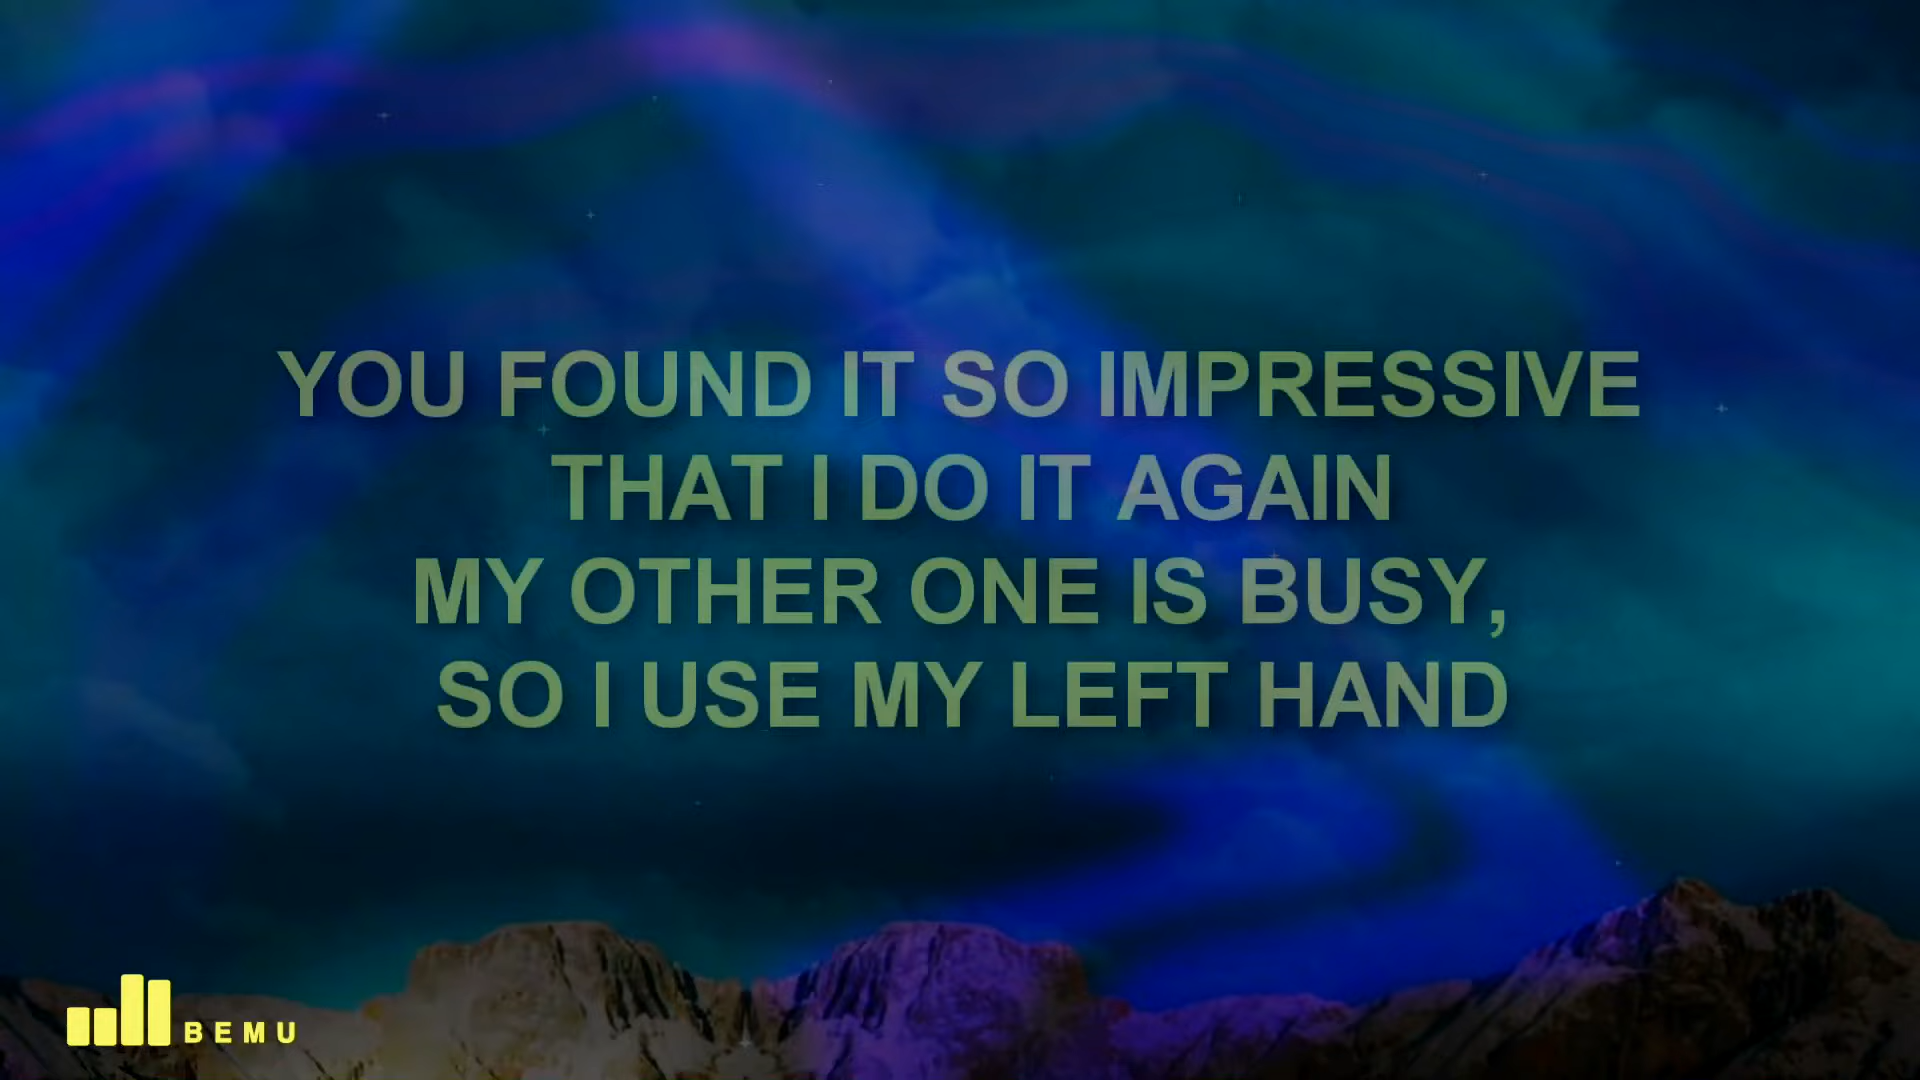 YOU FOUND IT SO IMPRESSIVE
THAT I DO IT AGAIN
MY OTHER ONE IS BUSY,
SO I USE MY LEFT HAND
BEMU